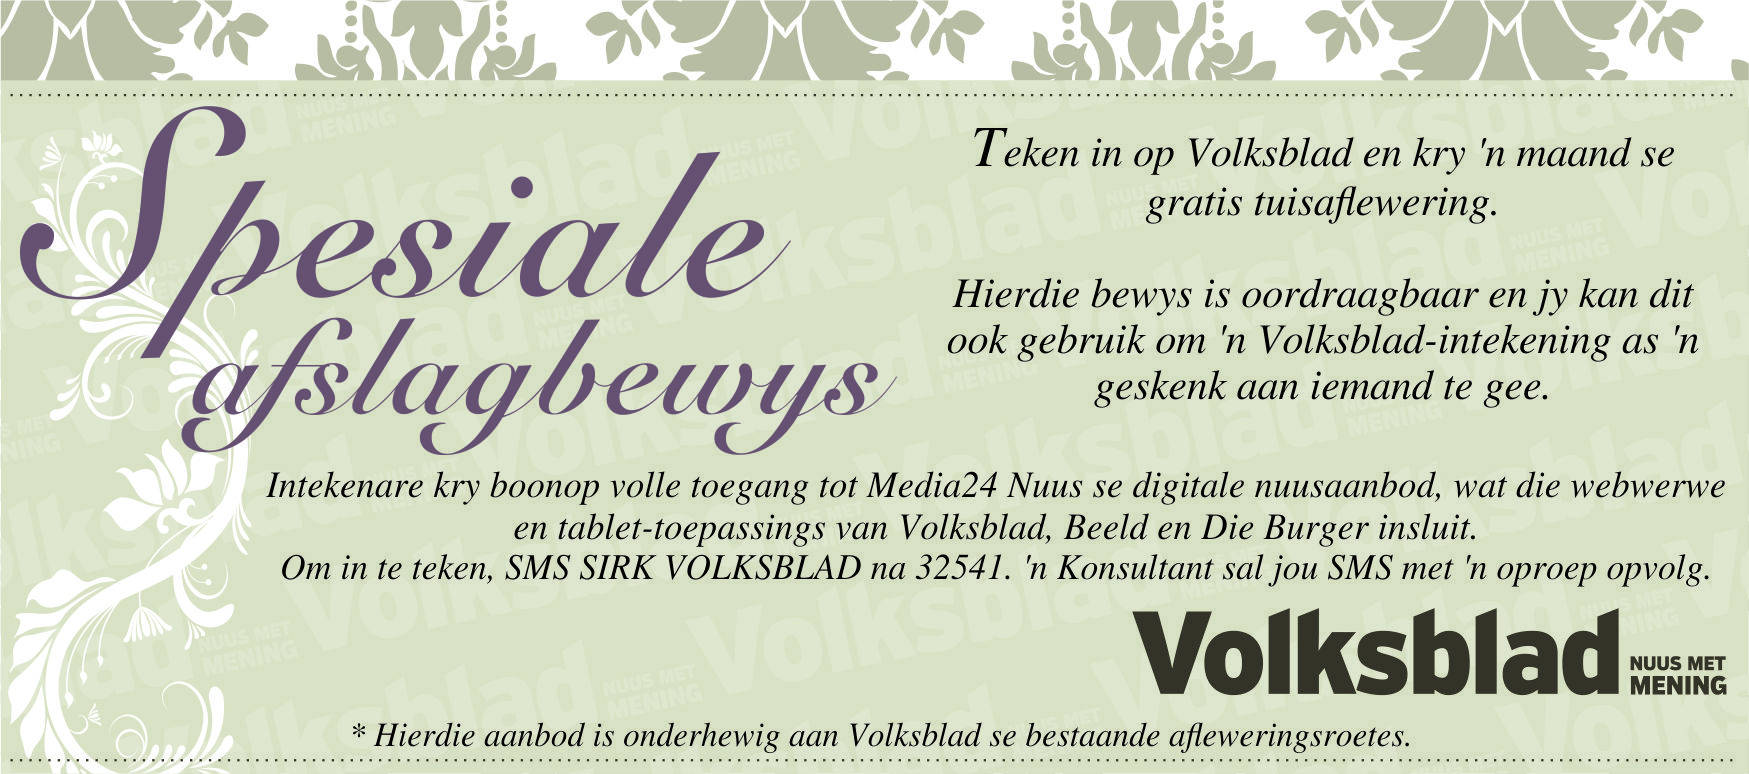 Spesiale
afslagbewys
Teken in op Volksblad en kry 'n maand se
gratis tuisaflewering.
Hierdie bewys is oordraagbaar en jy kan dit
ook gebruik om 'n Volksblad-intekening as 'n
geskenk aan iemand te gee.
Intekenare kry boonop volle toegang tot Media24 Nuus se digitale nuusaanbod, wat die webwerwe
en tablet-toepassings van Volksblad, Beeld en Die Burger insluit.
Om in te teken, SMS SIRK VOLKSBLAD na 32541. 'n Konsultant sal jou SMS met 'n oproep opvolg.
Volksblad NUUS MET
MENING
* Hierdie aanbod is onderhewig aan Volksblad se bestaande afleweringsroetes.